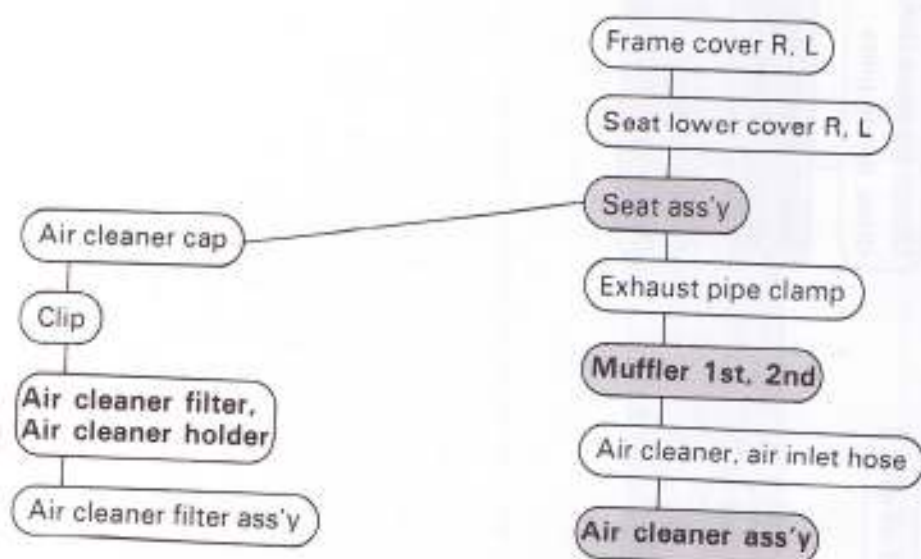 Frame cover R, L
Seat lower cover R, L
Seat ass'y
Air cleaner cap
Exhaust pipe clamp
Clip
Muffler 1st, 2nd
Air cleaner filter,
Air cleaner holder
Air cleaner, air inlet hose
Air cleaner filter ass'y
Air cleaner ass'y